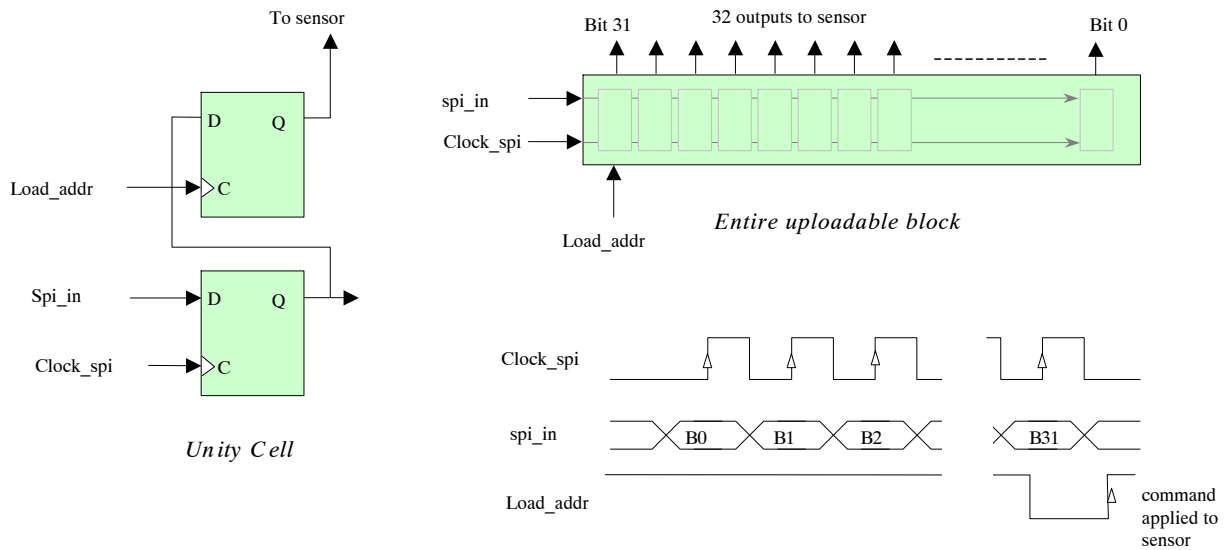 To sensor
D Q
Load_addr
C
Spi_in
D Q
Clock_spi
C
Unity Cell
32 outputs to sensor
Bit 31
Bit 0
spi_in
Clock_spi
Load_addr
Entire uploadable block
Clock_spi
spi_in
B0 B1 B2 B31
Load_addr
command
applied to
sensor